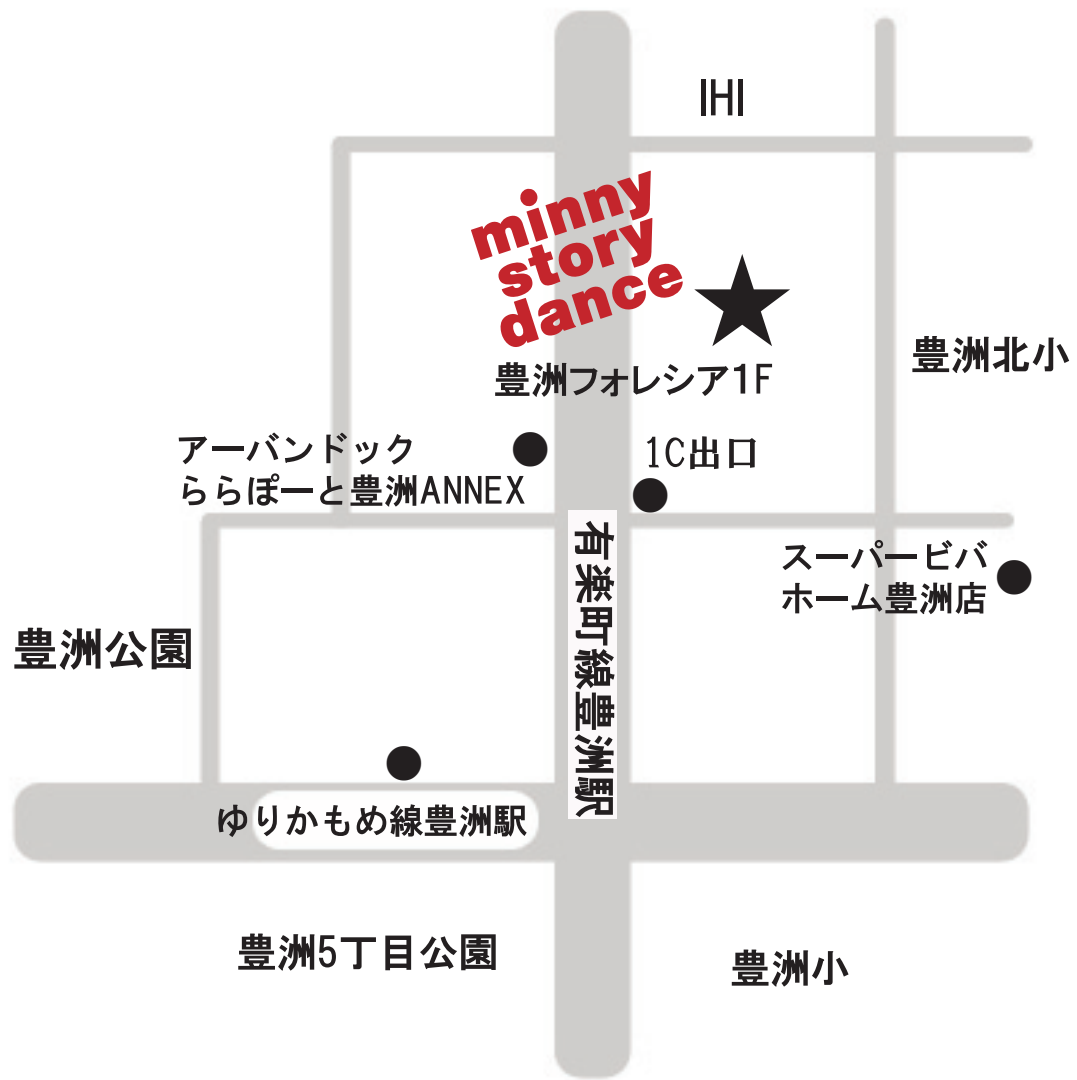 IHI
minny
story
dance
豊洲フォレシア1F
豊洲北小
アーバンドック
ららぽーと豊洲ANNEX
1C出口
有楽町線豊洲駅
スーパービバ
ホーム豊洲店
豊洲公園
ゆりかもめ線豊洲駅
豊洲5丁目公園
豊洲小